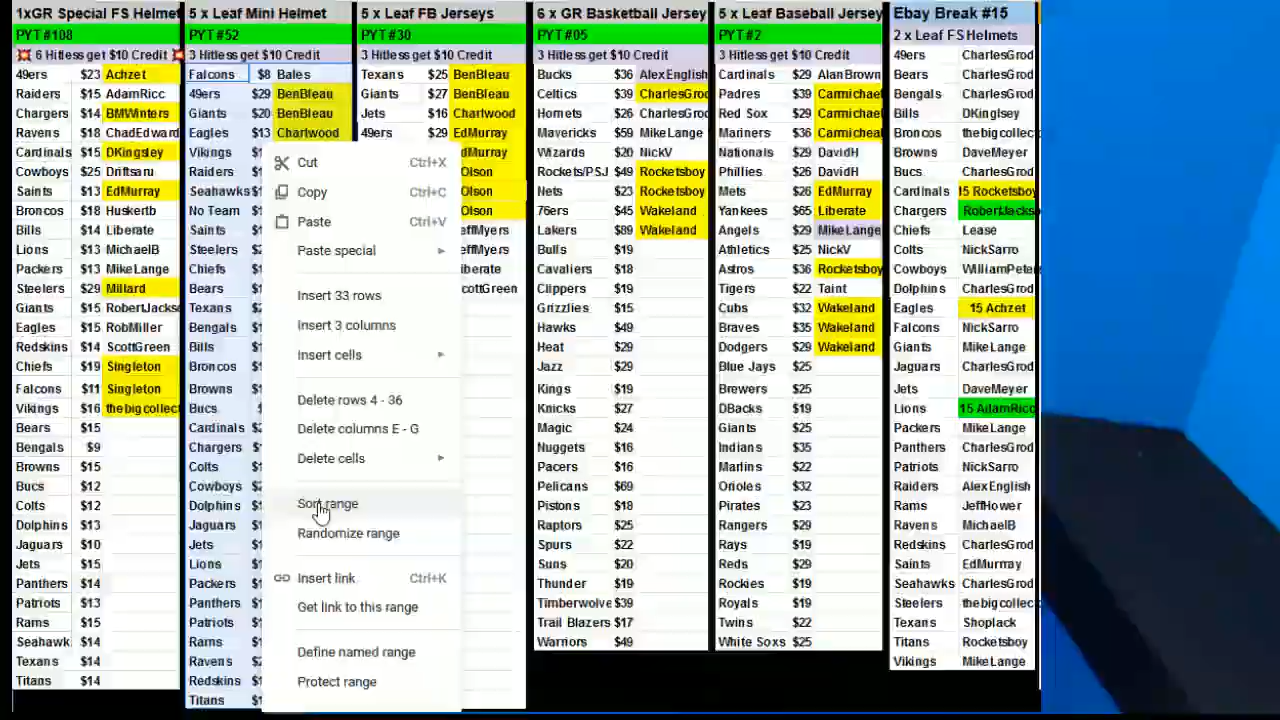 1xGR Special FS Helmet
PYT #108
6 Hitless get $10 Credit
49ers $23 Achzet
Raiders $15 AdamRicc
Chargers $14 BMWinters
Ravens $18 ChadEdward
Cardinals $15 DKingsley
Cowboys $25 Driftsaru
Saints $13 EdMurray
Broncos $18 Huskertb
Bills $14 Liberate
Lions $13 MichaelB
Packers $13 MikeLange
Steelers $29 Millard
Giants $15 RobertJacks
Eagles $15 RobMiller
Redskins $14 ScottGreen
Chiefs $19 Singleton
Falcons $11 Singleton
Vikings $16 thebigcollect
Bears $15
Bengals $9
Browns $15
Bucs $12
Colts $12
Dolphins $13
Jaguars $10
Jets $15
Panthers $14
Patriots $13
Rams $15
Seahawk $14
Texans $14
Titans $14
5 x Leaf Mini Helmet
PYT #52
3 Hitless get $10 Credit
Falcons $8 Bales
49ers $29 BenBleau
Giants $20 BenBleau
Eagles $13 Chartwood
Vikings
Raiders
Seahawks
No Team
Saints
Steelers
Chiefs
Bears
Texans
Bengals
Bills
Broncos
Browns
Bucs
Cardinals
Chargers
Colts
Cowboys
Dolphins
Jaguars
Jets
Lions
Packers
Panthers
Patriots
Rams
Ravens
Redskins
Titans
Cut Ctrl+X
Copy Ctrl+C
Paste Ctrl+V
Paste special
Insert 33 rows
Insert 3 columns
Insert cells
Delete rows 4 - 36
Delete columns E - G
Delete cells
Sort range
Randomize range
Insert link Ctrl+K
Get link to this range
Define named range
Protect range
5 x Leaf FB Jerseys
PYT #30
3 Hitless get $10 Credit
Texans $25 BenBleau
Giants $27 BenBleau
Jets $16 Chartwood
49ers $29 EdMurray
dMurray
Olson
Olson
Olson
effMyers
effMyers
iberate
cottGreen
6 x GR Basketball Jersey
PYT #05
3 Hitless get $10 Credit
Bucks $36 AlexEnglish
Celtics $39 CharlesGrod
Hornets $26 CharlesGrod
Mavericks $59 MikeLange
Wizards $20 NickV
Rockets/PSJ $49 Rocketsboy
Nets $23 Rocketsboy
76ers $45 Wakeland
Lakers $89 Wakeland
Bulls $19
Cavaliers $18
Clippers $19
Grizzlies $15
Hawks $49
Heat $29
Jazz $29
Kings $19
Knicks $27
Magic $24
Nuggets $16
Pacers $16
Pelicans $69
Pistons $18
Raptors $25
Spurs $22
Suns $20
Thunder $19
Timberwolve $39
Trail Blazers $17
Warriors $49
5 x Leaf Baseball Jersey
PYT #2
3 Hitless get $10 Credit
Cardinals $29 AlanBrown
Padres $39 Carmichae
Red Sox $29 Carmichae
Mariners $36 Carmicheal
Nationals $29 DavidH
Phillies $26 DavidH
Mets $26 EdMurray
Yankees $65 Liberate
Angels $29 MikeLange
Athletics $25 NickV
Astros $36 Rocketsboy
Tigers $22 Taint
Cubs $32 Wakeland
Braves $35 Wakeland
Dodgers $29 Wakeland
Blue Jays $25
Brewers $25
DBacks $19
Giants $25
Indians $35
Marlins $22
Orioles $32
Pirates $23
Rangers $29
Rays $19
Reds $29
Rockies $19
Royals $19
Twins $22
White Soxs $25
Ebay Break #15
2 x Leaf FS Helmets
49ers CharlesGrod
Bears CharlesGrod
Bengals CharlesGrod
Bills DKinglsey
Broncos thebigcollec
Browns DaveMeyer
Bucs CharlesGrod
Cardinals 15 Rocketsboy
Chargers RobertJacks
Chiefs Lease
Colts NickSarro
Cowboys WilliamPeter
Dolphins CharlesGrod
Eagles 15 Achzet
Falcons NickSarro
Giants MikeLange
Jaguars CharlesGrod
Jets DaveMeyer
Lions 15 AdamRicc
Packers MikeLange
Panthers CharlesGrod
Patriots NickSarro
Raiders AlexEnglish
Rams JeffHower
Ravens MichaelB
Redskins CharlesGrod
Saints EdMurrray
Seahawks CharlesGrod
Steelers thebigcollec
Texans Shoplack
Titans Rocketsboy
Vikings MikeLange